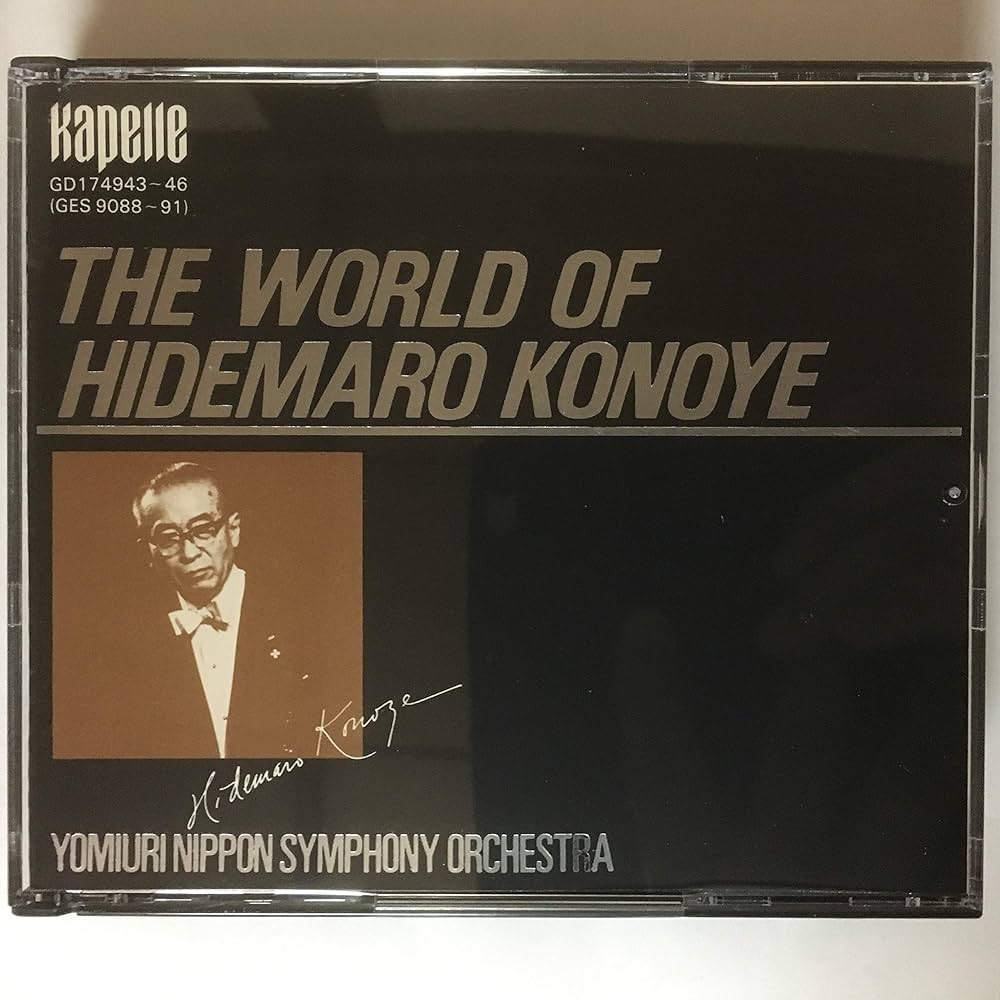 Kapelle
GD174943~46
(GES 9088~91)
THE WORLD OF
HIDEMARO KONOYE
Hidemaro Konoye
YOMIURI NIPPON SYMPHONY ORCHESTRA